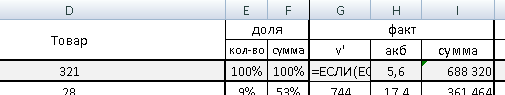 D E F G H I
Товар доля факт
кол-во сумма v' акб сумма
321 100% 100% =ЕСЛИ(ЕС 5,6 688 320
28 9% 53% 744 17,4 361 464